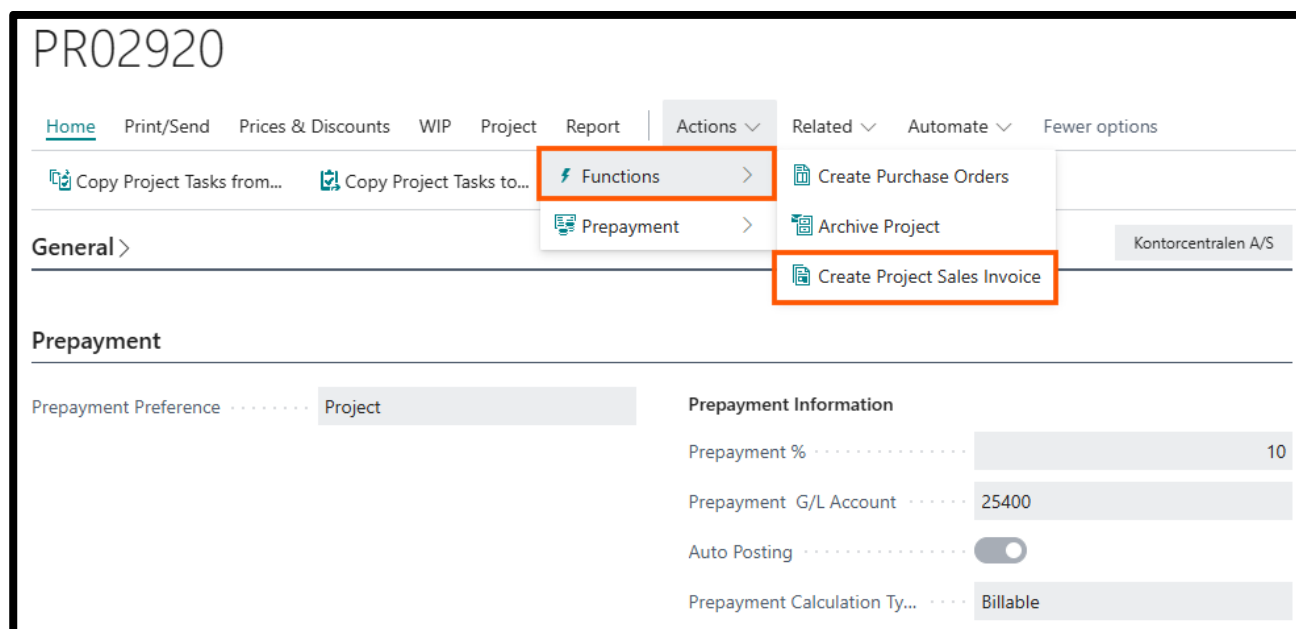 PR02920
Home Print/Send Prices & Discounts WIP Project Report Actions Related Automate Fewer options
Copy Project Tasks from... Copy Project Tasks to... Functions Create Purchase Orders
Prepayment Archive Project
General Kontorcentralen A/S
Create Project Sales Invoice
Prepayment
Prepayment Preference Project Prepayment Information
Prepayment % 10
Prepayment G/L Account 25400
Auto Posting
Prepayment Calculation Ty... Billable